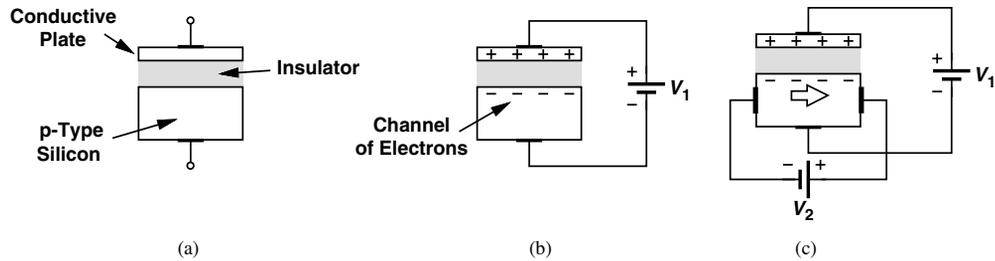 Conductive
Plate
Insulator
p-Type
Silicon
(a)
+ + + +
− − − −
Channel
of Electrons
+
−
V1
(b)
+ + + +
− − − −
+
−
V1
− +
V2
(c)